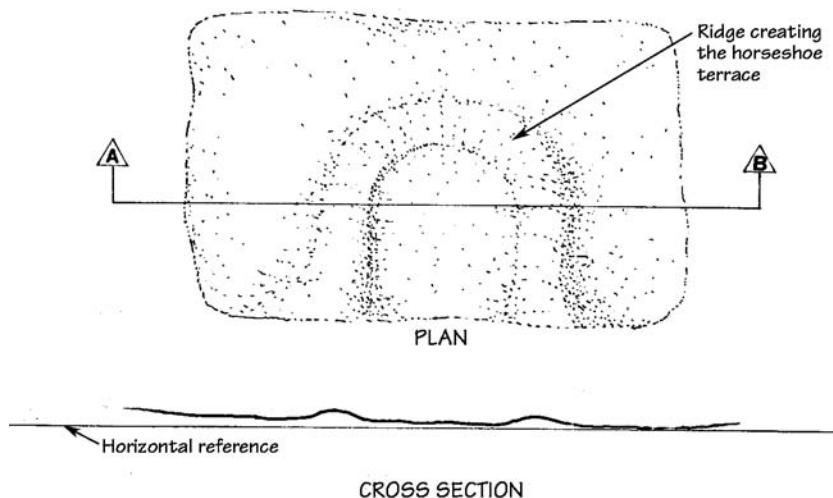 Ridge creating
the horseshoe
terrace
A
B
PLAN
Horizontal reference
CROSS SECTION